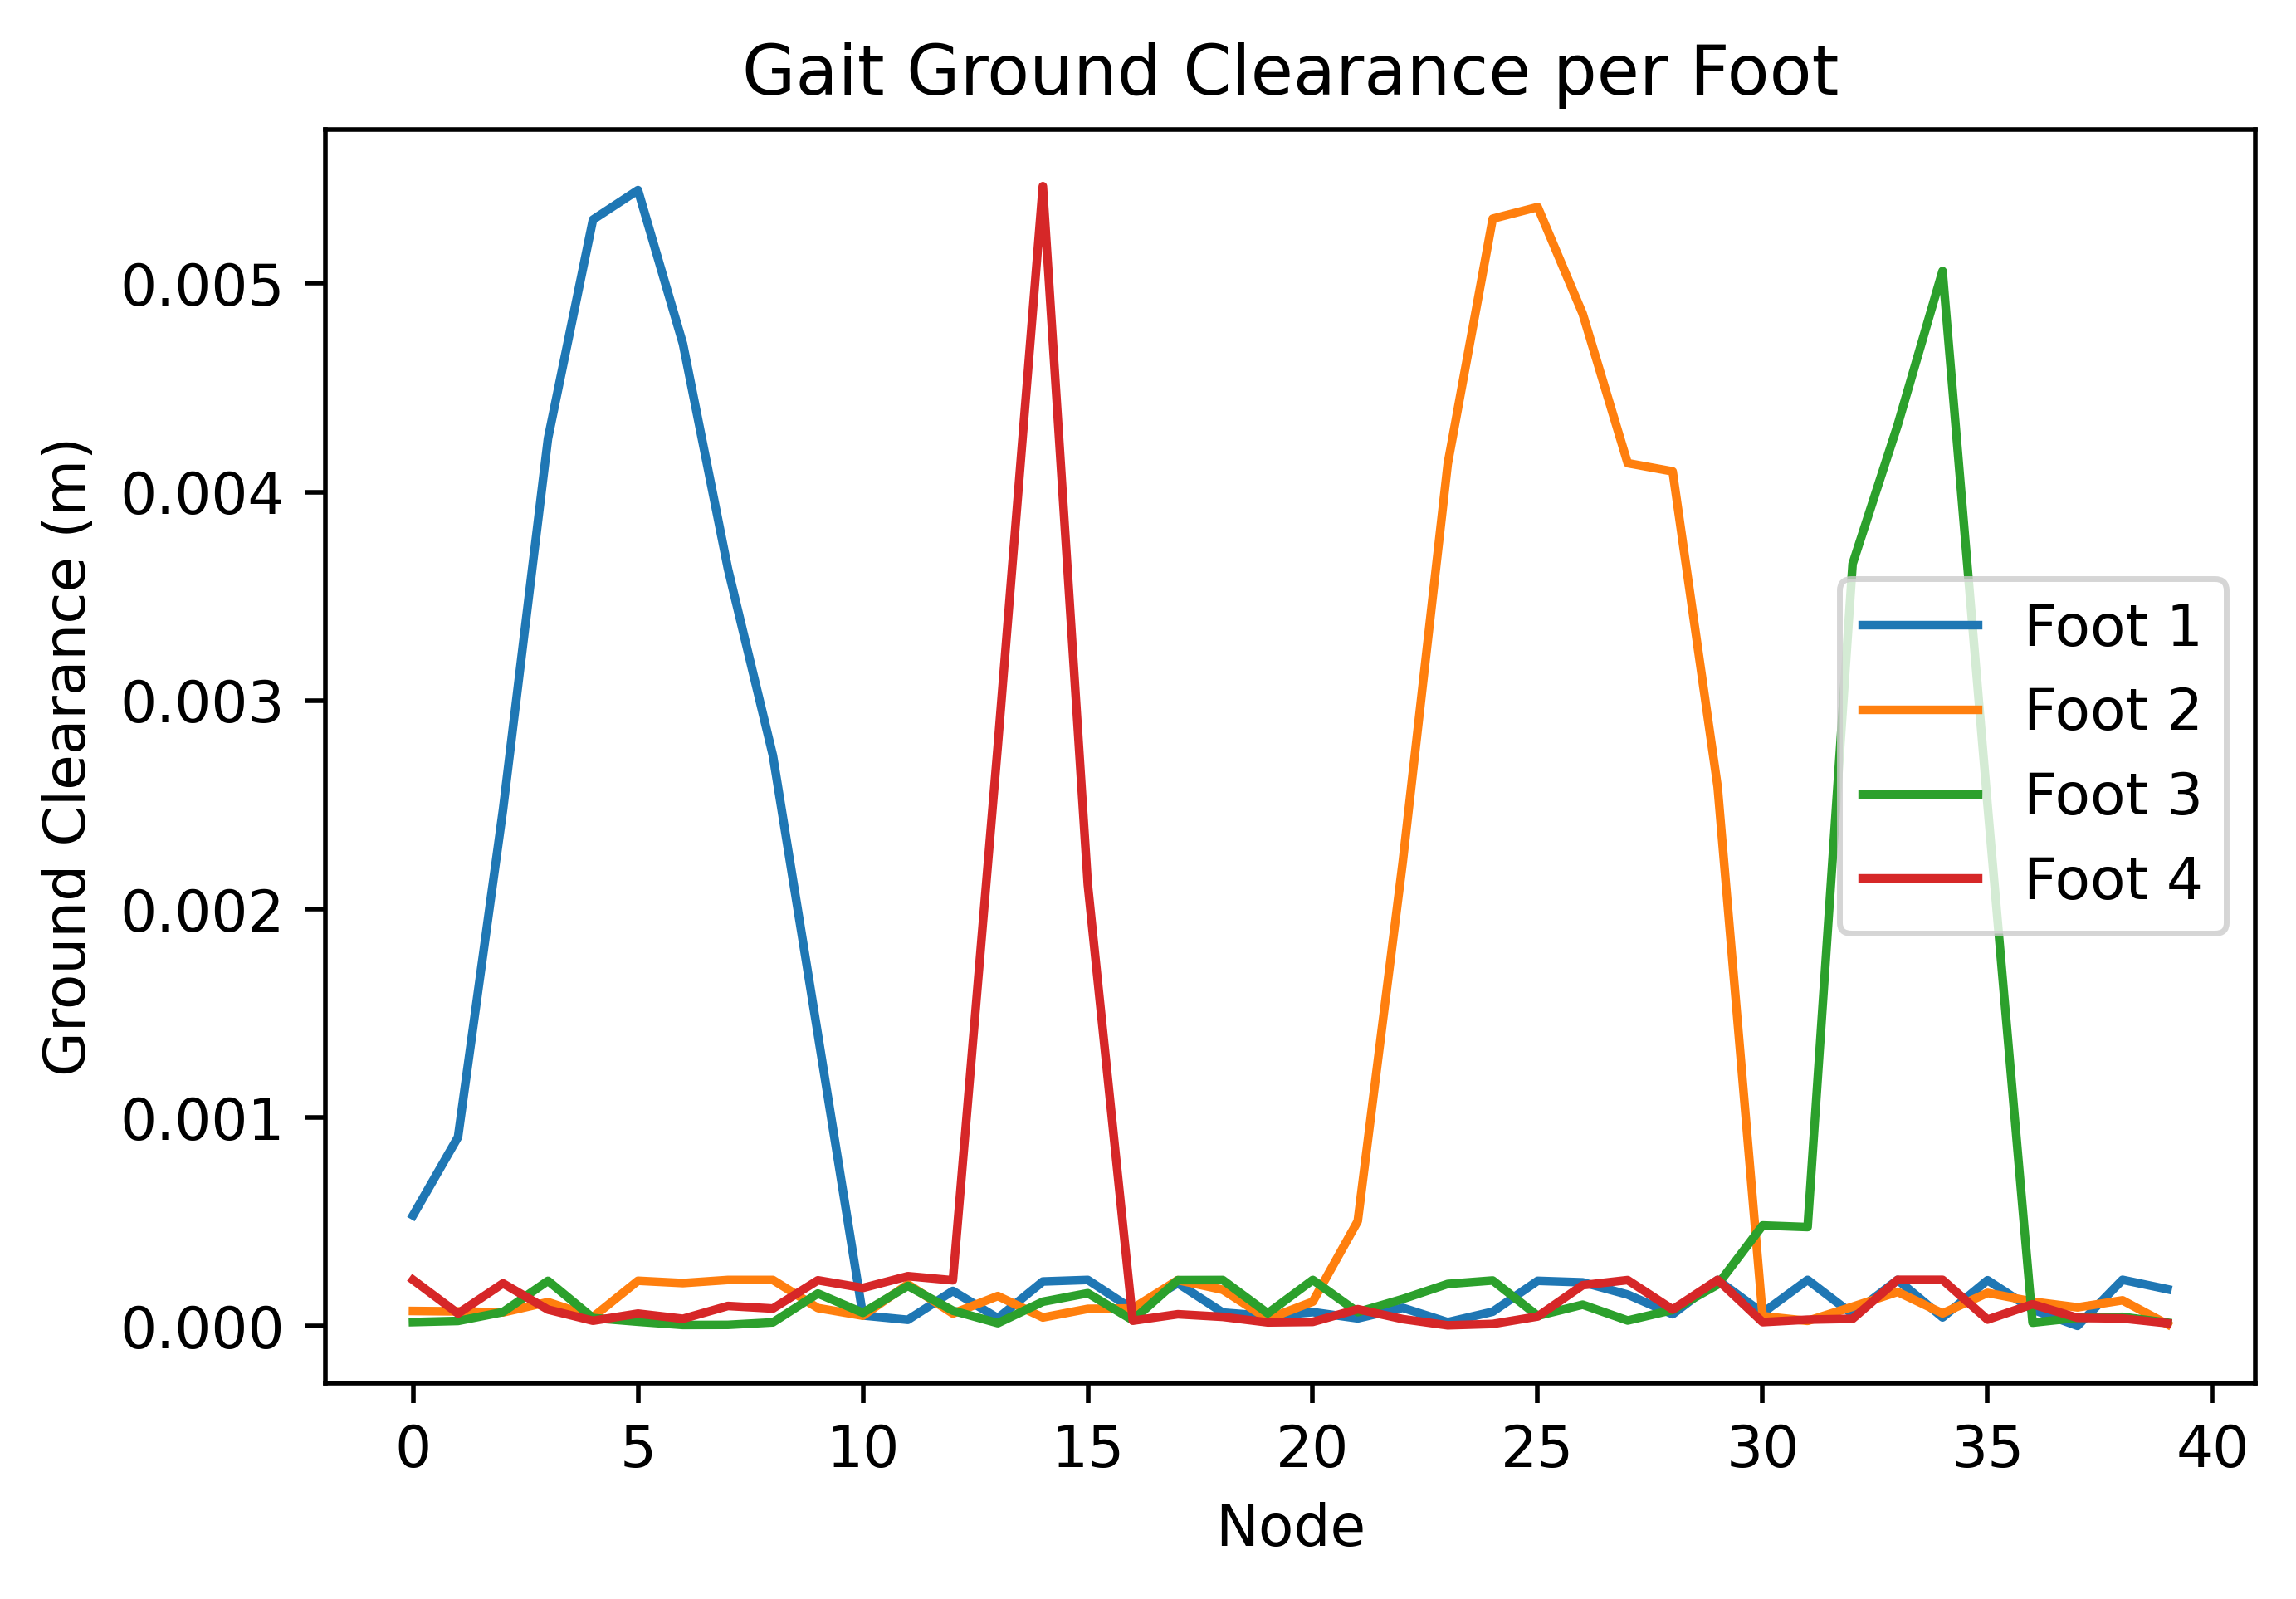 Gait Ground Clearance per Foot
Ground Clearance (m)
0.005
0.004
0.003
0.002
0.001
0.000
Foot 1
Foot 2
Foot 3
Foot 4
0 5 10 15 20 25 30 35 40
Node